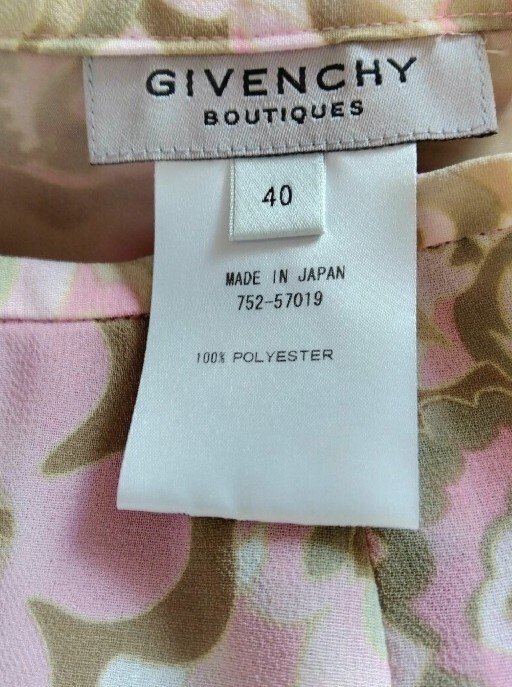 GIVENCHY
BOUTIQUES
40
MADE IN JAPAN
752-57019
100% POLYESTER